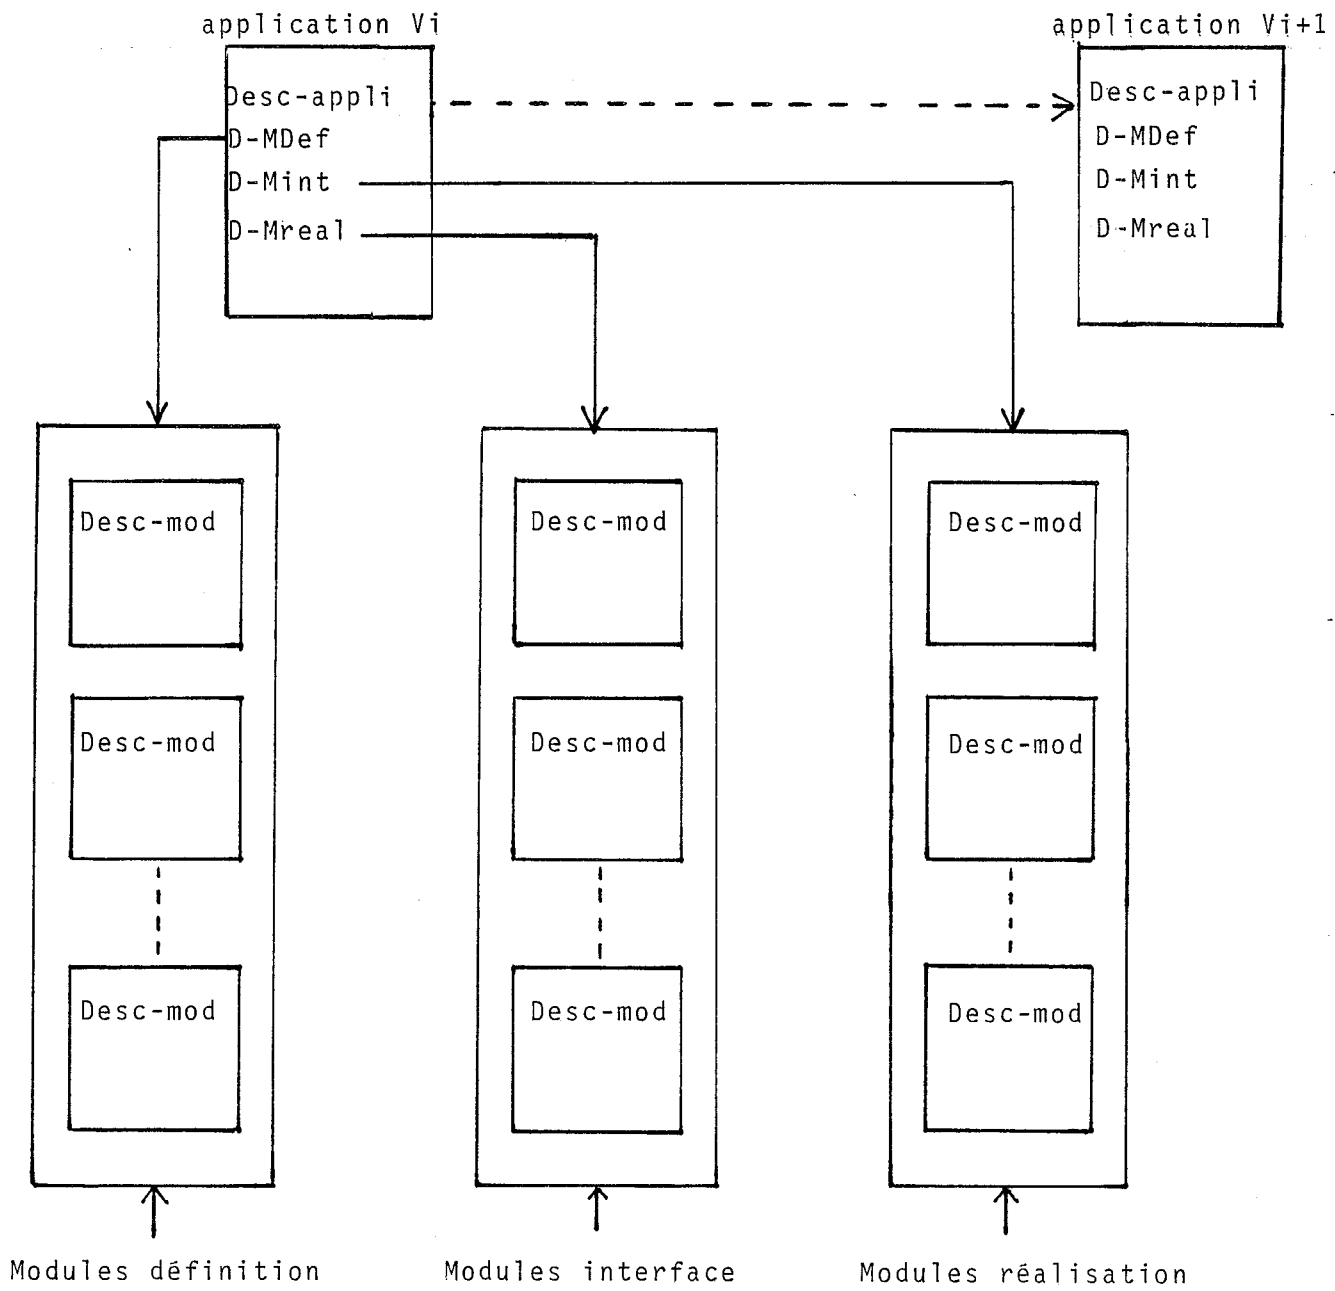 application Vi
application Vi+1
Desc-appli
D-MDef
D-Mint
D-Mreal
Desc-appli
D-MDef
D-Mint
D-Mreal
Desc-mod
Desc-mod
Desc-mod
Desc-mod
Desc-mod
Desc-mod
Desc-mod
Desc-mod
Desc-mod
Modules définition
Modules interface
Modules réalisation